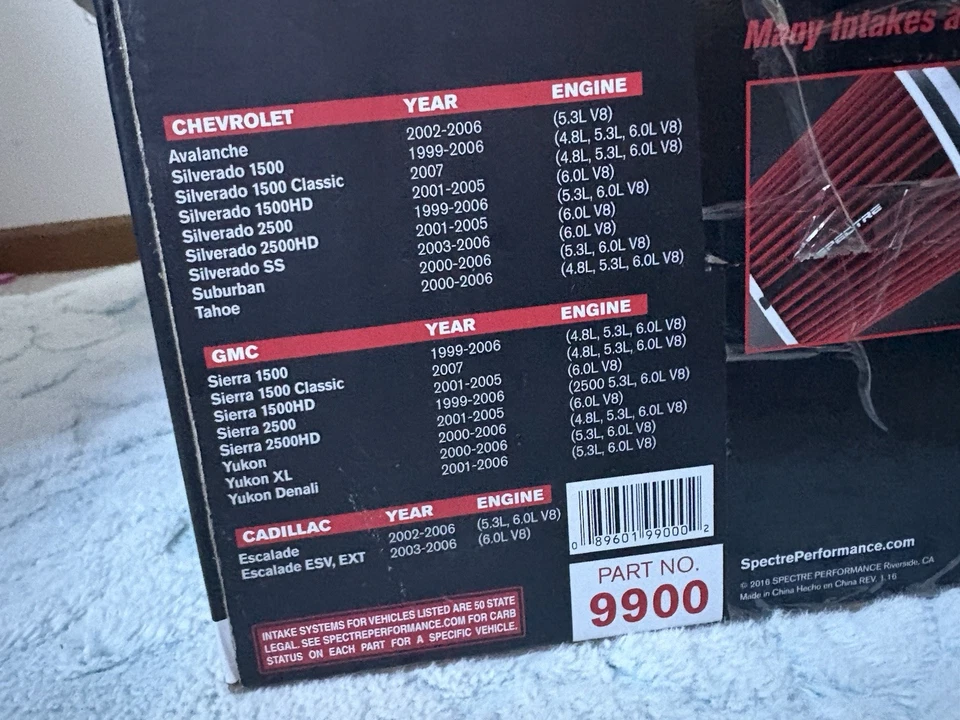 CHEVROLET YEAR ENGINE
Avalanche 2002-2006 (5.3L V8)
Silverado 1500 1999-2006 (4.8L, 5.3L, 6.0L V8)
Silverado 1500 Classic 2007 (4.8L, 5.3L, 6.0L V8)
Silverado 1500HD 2001-2005 (6.0L V8)
Silverado 2500 1999-2006 (5.3L, 6.0L V8)
Silverado 2500HD 2001-2005 (6.0L V8)
Silverado SS 2003-2006 (6.0L V8)
Suburban 2000-2006 (5.3L, 6.0L V8)
Tahoe 2000-2006 (4.8L, 5.3L, 6.0L V8)
GMC YEAR ENGINE
Sierra 1500 1999-2006 (4.8L, 5.3L, 6.0L V8)
Sierra 1500 Classic 2007 (4.8L, 5.3L, 6.0L V8)
Sierra 1500HD 2001-2005 (6.0L V8)
Sierra 2500 1999-2006 (2500 5.3L, 6.0L V8)
Sierra 2500HD 2001-2005 (6.0L V8)
Yukon 2000-2006 (4.8L, 5.3L, 6.0L V8)
Yukon XL 2000-2006 (5.3L, 6.0L V8)
Yukon Denali 2001-2006 (5.3L, 6.0L V8)
CADILLAC YEAR ENGINE
Escalade 2002-2006 (5.3L, 6.0L V8)
Escalade ESV, EXT 2003-2006 (6.0L V8)
INTAKE SYSTEMS FOR VEHICLES LISTED ARE 50 STATE
LEGAL. SEE SPECTREPERFORMANCE.COM FOR CARB
STATUS ON EACH PART FOR A SPECIFIC VEHICLE.
0 89601 99000 2
PART NO.
9900
Many Intakes a
SPECTRE
SpectrePerformance.com
© 2016 SPECTRE PERFORMANCE Riverside, CA
Made in China Hecho en China REV 1.16